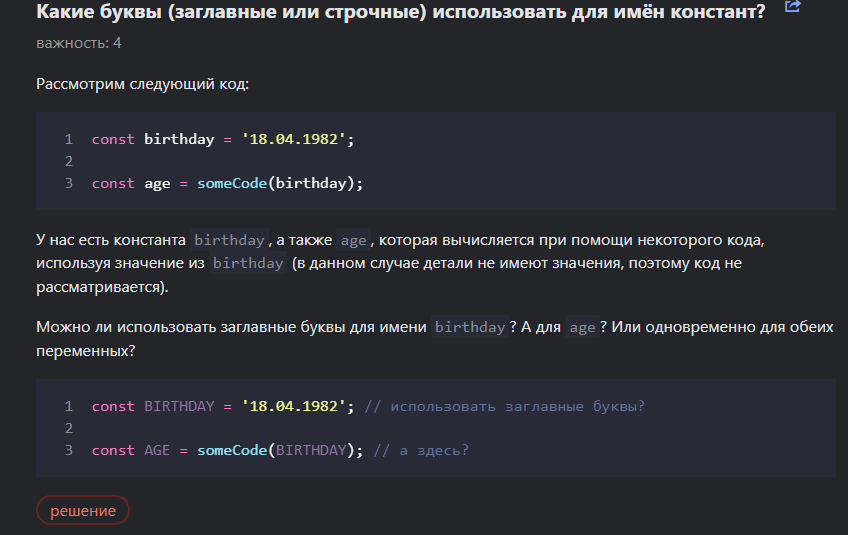 Какие буквы (заглавные или строчные) использовать для имён констант?
важность: 4
Рассмотрим следующий код:
1 const birthday = '18.04.1982';
2
3 const age = someCode(birthday);
У нас есть константа birthday, а также age, которая вычисляется при помощи некоторого кода,
используя значение из birthday (в данном случае детали не имеют значения, поэтому код не
рассматривается).
Можно ли использовать заглавные буквы для имени birthday? А для age? Или одновременно для обеих
переменных?
1 const BIRTHDAY = '18.04.1982'; // использовать заглавные буквы?
2
3 const AGE = someCode(BIRTHDAY); // а здесь?
решение